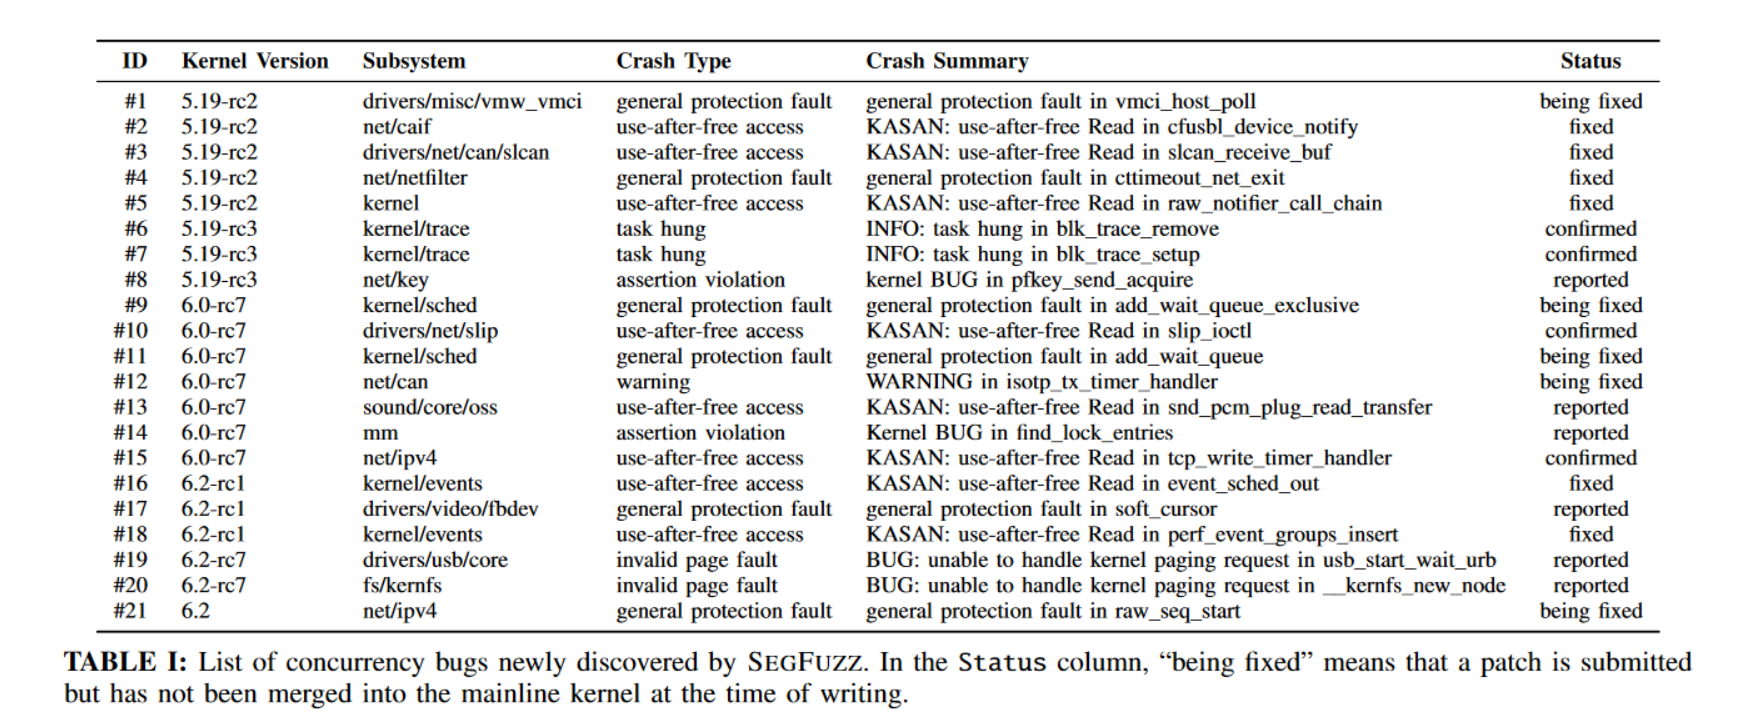 ID Kernel Version Subsystem Crash Type Crash Summary Status
#1 5.19-rc2 drivers/misc/vmw_vmci general protection fault general protection fault in vmci_host_poll being fixed
#2 5.19-rc2 net/caif use-after-free access KASAN: use-after-free Read in cfusbl_device_notify fixed
#3 5.19-rc2 drivers/net/can/slcan use-after-free access KASAN: use-after-free Read in slcan_receive_buf fixed
#4 5.19-rc2 net/netfilter general protection fault general protection fault in cttimeout_net_exit fixed
#5 5.19-rc2 kernel use-after-free access KASAN: use-after-free Read in raw_notifier_call_chain fixed
#6 5.19-rc3 kernel/trace task hung INFO: task hung in blk_trace_remove confirmed
#7 5.19-rc3 kernel/trace task hung INFO: task hung in blk_trace_setup confirmed
#8 5.19-rc3 net/key assertion violation kernel BUG in pfkey_send_acquire reported
#9 6.0-rc7 kernel/sched general protection fault general protection fault in add_wait_queue_exclusive being fixed
#10 6.0-rc7 drivers/net/slip use-after-free access KASAN: use-after-free Read in slip_ioctl confirmed
#11 6.0-rc7 kernel/sched general protection fault general protection fault in add_wait_queue being fixed
#12 6.0-rc7 net/can warning WARNING in isotp_tx_timer_handler being fixed
#13 6.0-rc7 sound/core/oss use-after-free access KASAN: use-after-free Read in snd_pcm_plug_read_transfer reported
#14 6.0-rc7 mm assertion violation Kernel BUG in find_lock_entries reported
#15 6.0-rc7 net/ipv4 use-after-free access KASAN: use-after-free Read in tcp_write_timer_handler confirmed
#16 6.2-rc1 kernel/events use-after-free access KASAN: use-after-free Read in event_sched_out fixed
#17 6.2-rc1 drivers/video/fbdev general protection fault general protection fault in soft_cursor reported
#18 6.2-rc1 kernel/events use-after-free access KASAN: use-after-free Read in perf_event_groups_insert fixed
#19 6.2-rc7 drivers/usb/core invalid page fault BUG: unable to handle kernel paging request in usb_start_wait_urb reported
#20 6.2-rc7 fs/kernfs invalid page fault BUG: unable to handle kernel paging request in __kernfs_new_node reported
#21 6.2 net/ipv4 general protection fault general protection fault in raw_seq_start being fixed
TABLE I: List of concurrency bugs newly discovered by SEGFUZZ. In the Status column, “being fixed” means that a patch is submitted
but has not been merged into the mainline kernel at the time of writing.